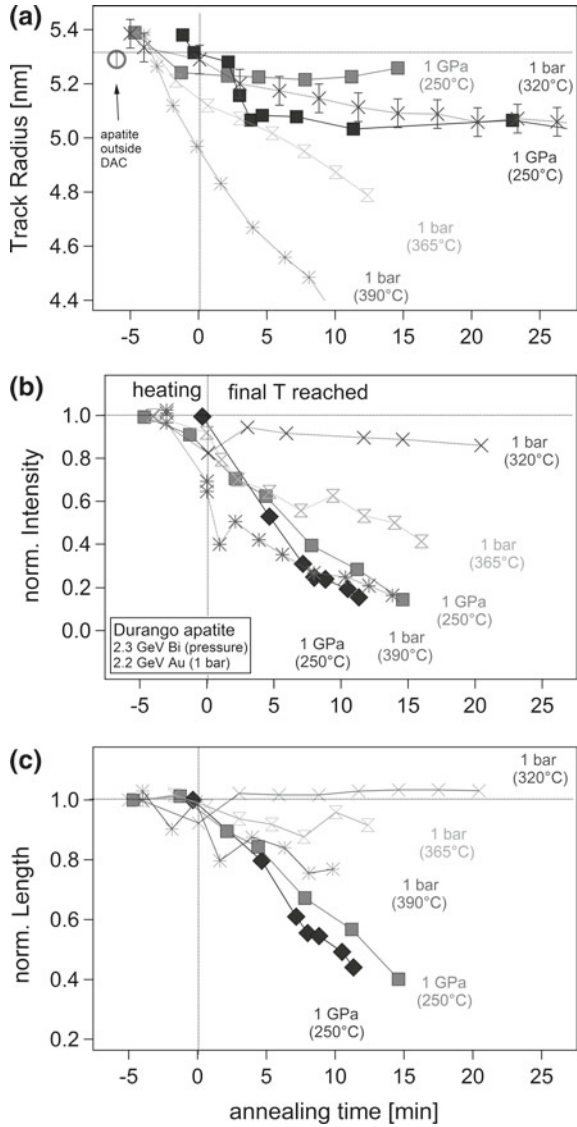 (a)
5.4
5.2
5.0
4.8
4.6
4.4
Track Radius [nm]
apatite
outside
DAC
1 GPa
(250°C)
1 bar
(320°C)
1 GPa
(250°C)
1 bar
(365°C)
1 bar
(390°C)
-5 0 5 10 15 20 25
(b)
heating final T reached
1.0
0.8
0.6
0.4
0.2
0.0
norm. Intensity
1 bar
(320°C)
1 bar
(365°C)
1 GPa
(250°C)
1 bar
(390°C)
1 GPa
(250°C)
Durango apatite
2.3 GeV Bi (pressure)
2.2 GeV Au (1 bar)
-5 0 5 10 15 20 25
(c)
1.0
0.8
0.6
0.4
0.2
norm. Length
1 bar
(320°C)
1 bar
(365°C)
1 bar
(390°C)
1 GPa
(250°C)
1 GPa
(250°C)
-5 0 5 10 15 20 25
annealing time [min]